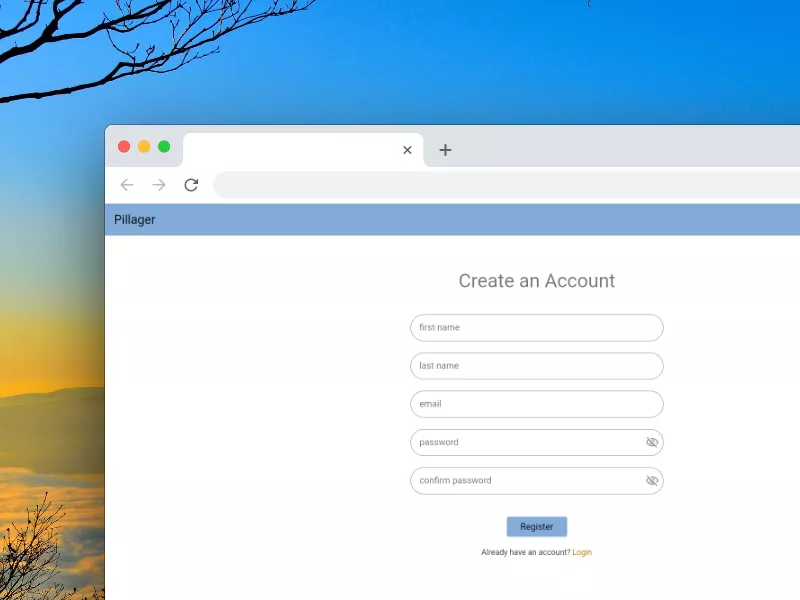 Pillager
Create an Account
first name
last name
email
password
confirm password
Register
Already have an account? Login